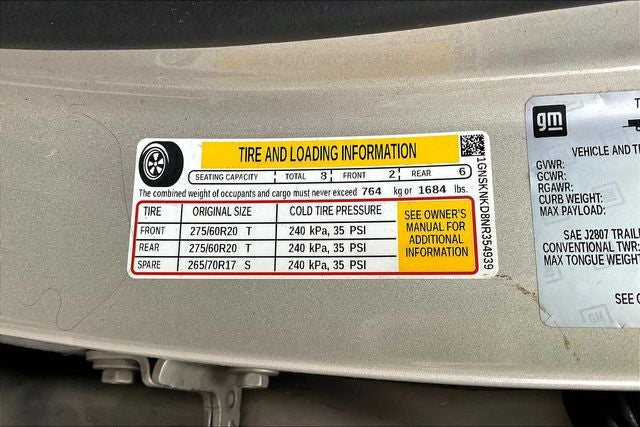 TIRE AND LOADING INFORMATION
SEATING CAPACITY TOTAL 8 FRONT 2 REAR 6
The combined weight of occupants and cargo must never exceed 764 kg or 1684 lbs.
TIRE ORIGINAL SIZE COLD TIRE PRESSURE
FRONT 275/60R20 T 240 kPa, 35 PSI
REAR 275/60R20 T 240 kPa, 35 PSI
SPARE 265/70R17 S 240 kPa, 35 PSI
SEE OWNER'S
MANUAL FOR
ADDITIONAL
INFORMATION
1GNSKNKD8NR354939
gm
VEHICLE AND
GVWR:
GCWR:
RGAWR:
CURB WEIGHT:
MAX PAYLOAD:
SAE J2807
CONVENTIONAL TWR:
MAX TONGUE WEIGHT
SEE
GM